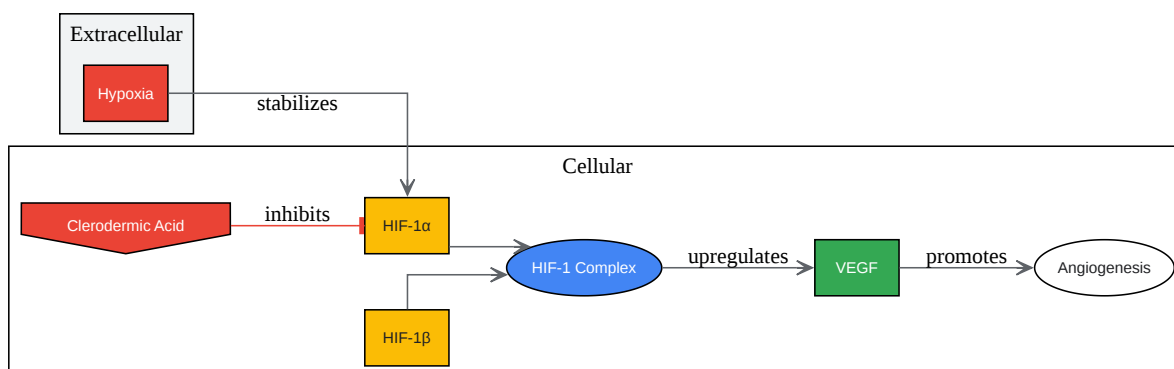 Extracellular
Hypoxia
stabilizes
Cellular
Clerodermic Acid
inhibits
HIF-1α
HIF-1 Complex
upregulates
VEGF
promotes
Angiogenesis
HIF-1β